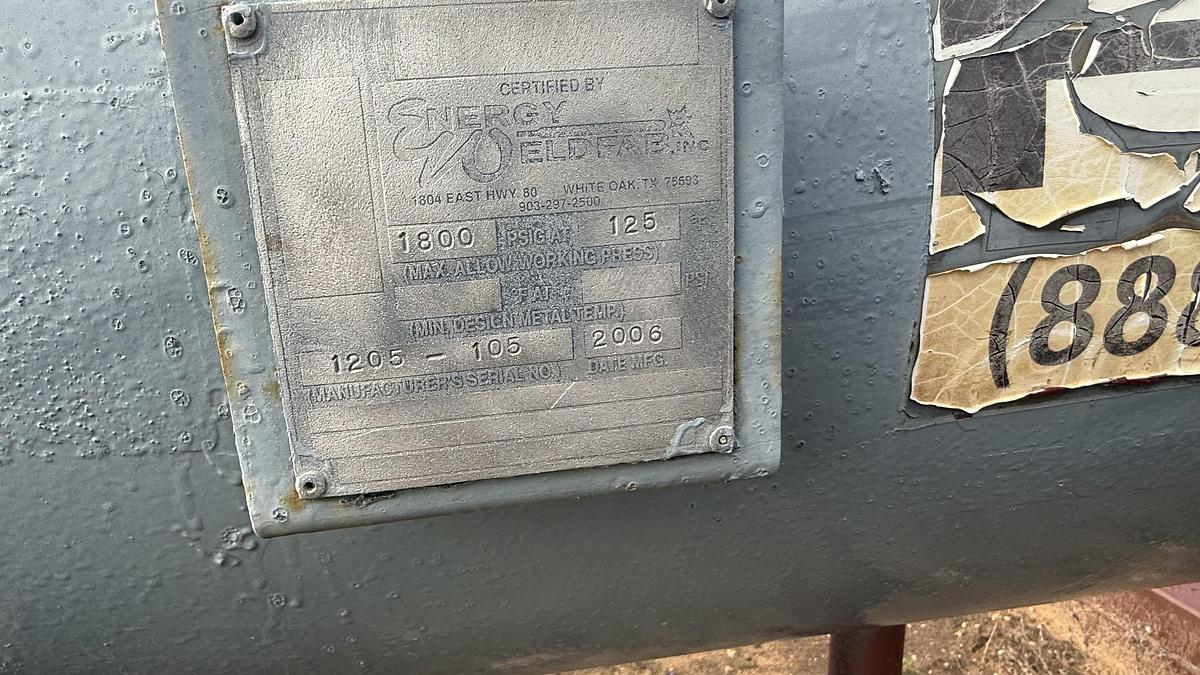 CERTIFIED BY
ENERGY
WELDFAB, INC
1804 EAST HWY. 80 WHITE OAK, TX 75693
903-297-2500
1800 PSIG AT 125
(MAX. ALLOW. WORKING PRESS)
°F AT PSI
(MIN. DESIGN METAL TEMP.)
1205 - 105 2006
(MANUFACTURER'S SERIAL NO.) DATE MFG.
(888